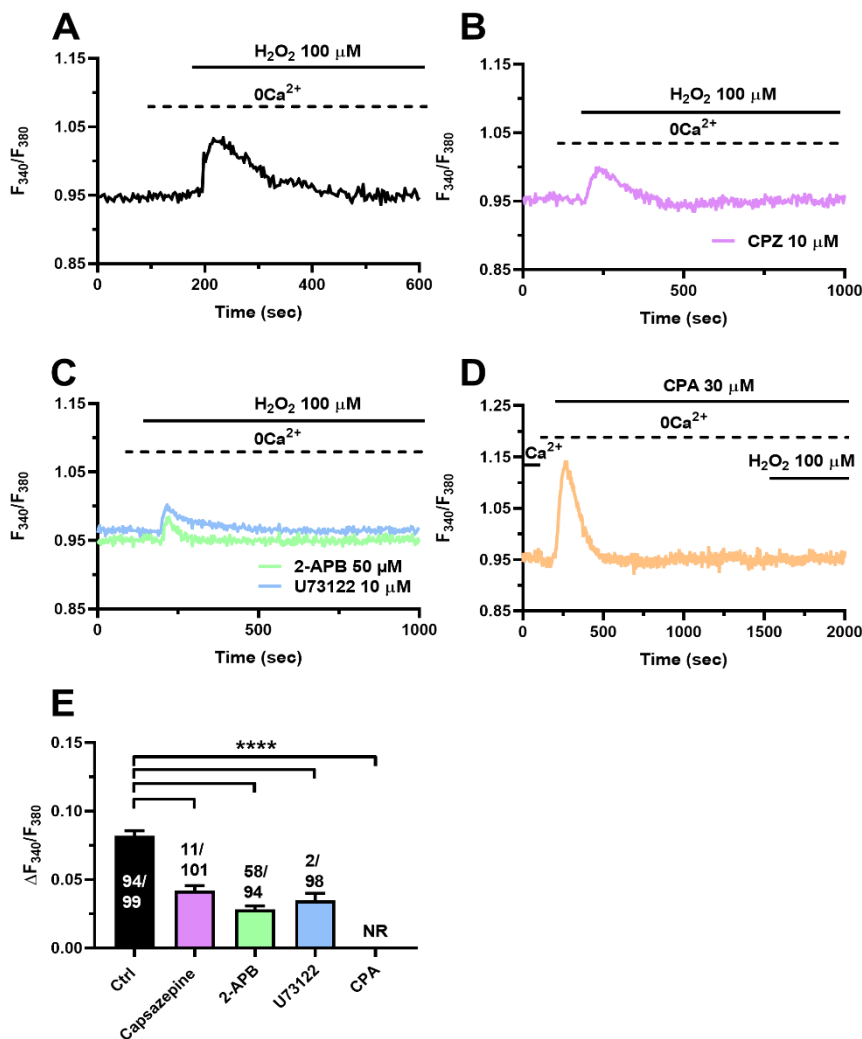 A
H₂O₂ 100 μM
0Ca²⁺
1.15
1.05
0.95
0.85
F₃₄₀/F₃₈₀
0 200 400 600
Time (sec)
B
H₂O₂ 100 μM
0Ca²⁺
1.15
1.05
0.95
0.85
F₃₄₀/F₃₈₀
CPZ 10 μM
0 500 1000
Time (sec)
C
H₂O₂ 100 μM
0Ca²⁺
1.15
1.05
0.95
0.85
F₃₄₀/F₃₈₀
2-APB 50 μM
U73122 10 μM
0 500 1000
Time (sec)
D
CPA 30 μM
0Ca²⁺
Ca²⁺
H₂O₂ 100 μM
1.25
1.15
1.05
0.95
0.85
F₃₄₀/F₃₈₀
0 500 1000 1500 2000
Time (sec)
E
****
0.15
0.10
0.05
0.00
ΔF₃₄₀/F₃₈₀
94/
99
11/
101
58/
94
2/
98
NR
Ctrl
Capsazepine
2-APB
U73122
CPA